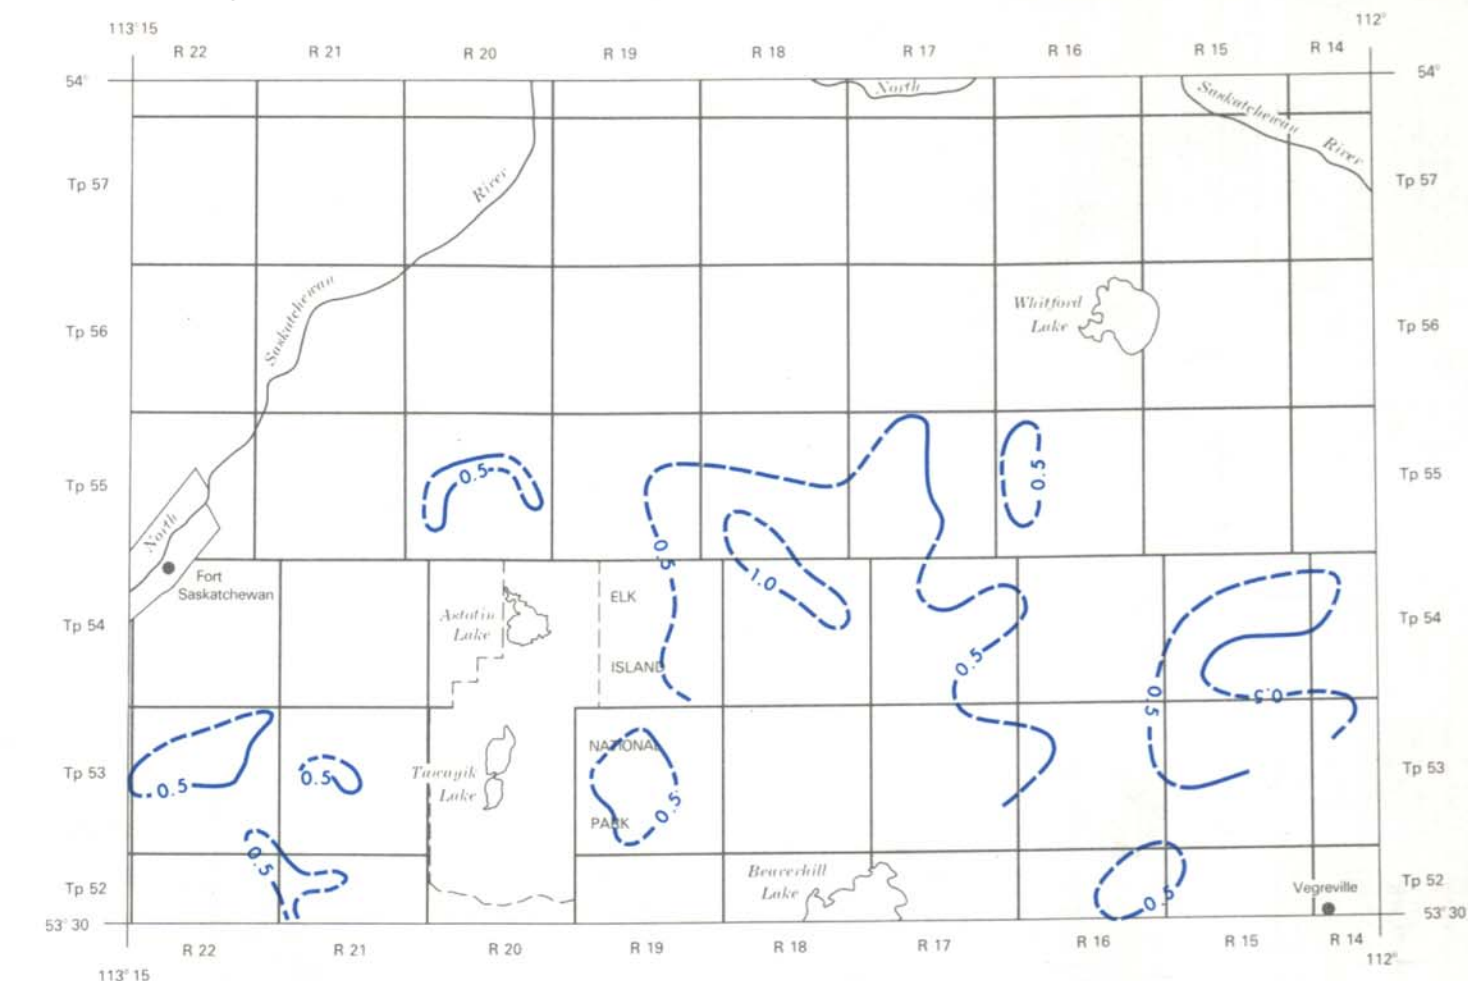 113° 15
112°
R 22
R 21
R 20
R 19
R 18
R 17
R 16
R 15
R 14
54°
54°
North
Saskatchewan
River
Tp 57
River
Tp 57
Saskatchewan
Whitford
Lake
Tp 56
Tp 56
0.5
0.5
Tp 55
Tp 55
North
0.5
1.0
Fort
Saskatchewan
Astotin
Lake
ELK
Tp 54
Tp 54
ISLAND
0.5
0.5
0.5
NATIONAL
Tp 53
0.5
0.5
Tawayik
Lake
0.5
PARK
Tp 53
0.5
Beaverhill
Lake
Tp 52
0.5
Vegreville
Tp 52
53° 30
53° 30
R 22
R 21
R 20
R 19
R 18
R 17
R 16
R 15
R 14
113° 15
112°